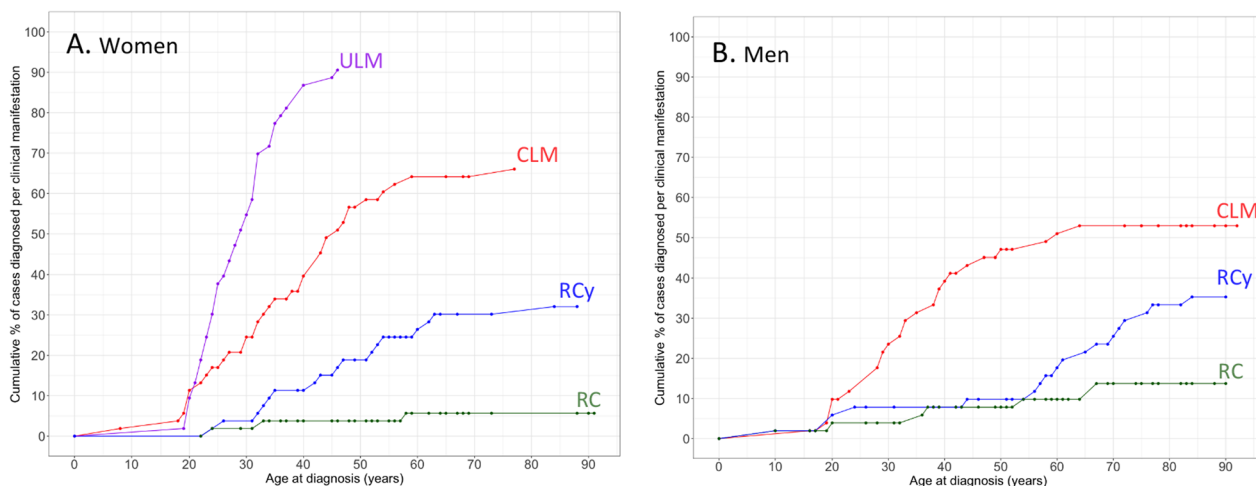 A. Women
Cumulative % of cases diagnosed per clinical manifestation
100
90
80
70
60
50
40
30
20
10
0
ULM
CLM
RCy
RC
0 10 20 30 40 50 60 70 80 90
Age at diagnosis (years)
B. Men
Cumulative % of cases diagnosed per clinical manifestation
100
90
80
70
60
50
40
30
20
10
0
CLM
RCy
RC
0 10 20 30 40 50 60 70 80 90
Age at diagnosis (years)